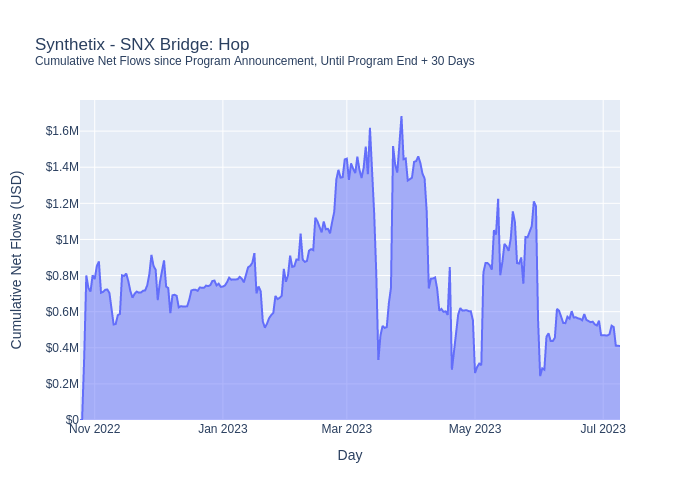 Synthetix - SNX Bridge: Hop
Cumulative Net Flows since Program Announcement, Until Program End + 30 Days
Cumulative Net Flows (USD)
$1.6M
$1.4M
$1.2M
$1M
$0.8M
$0.6M
$0.4M
$0.2M
$0
Nov 2022
Jan 2023
Mar 2023
May 2023
Jul 2023
Day